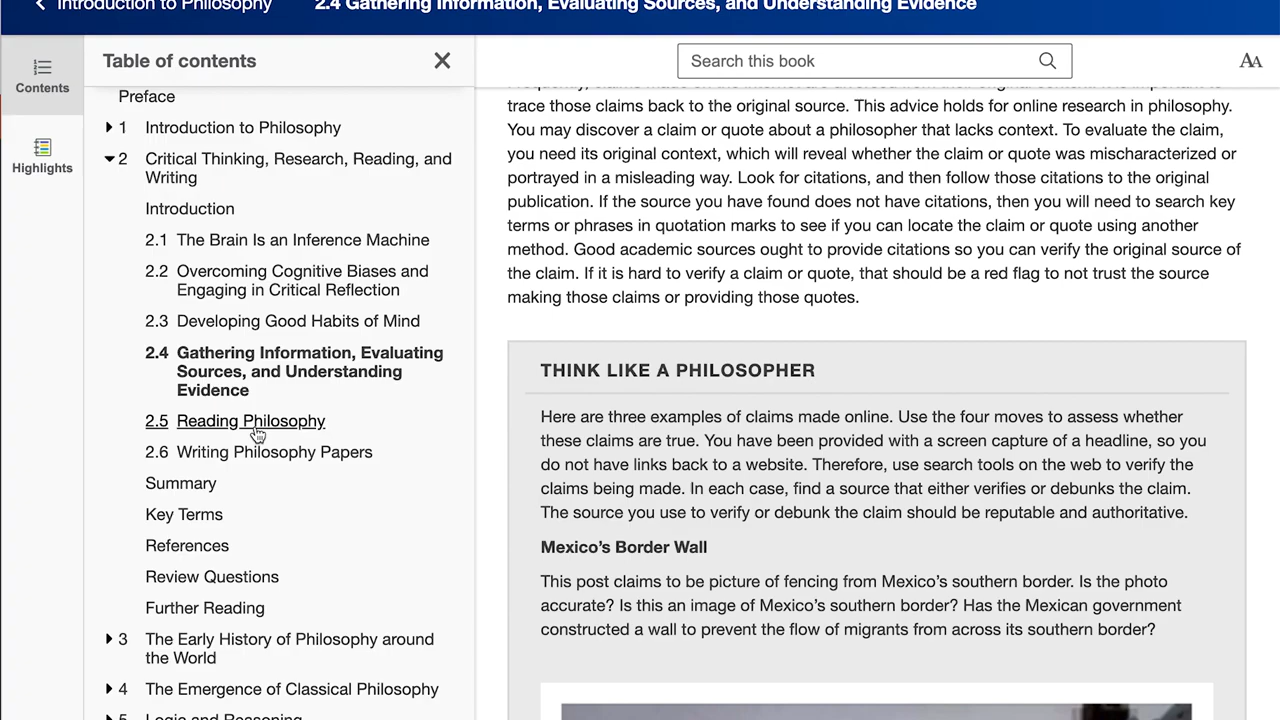 Introduction to Philosophy
2.4 Gathering Information, Evaluating Sources, and Understanding Evidence
Contents
Highlights
Table of contents
Preface
1 Introduction to Philosophy
2 Critical Thinking, Research, Reading, and
Writing
Introduction
2.1 The Brain Is an Inference Machine
2.2 Overcoming Cognitive Biases and
Engaging in Critical Reflection
2.3 Developing Good Habits of Mind
2.4 Gathering Information, Evaluating
Sources, and Understanding
Evidence
2.5 Reading Philosophy
2.6 Writing Philosophy Papers
Summary
Key Terms
References
Review Questions
Further Reading
3 The Early History of Philosophy around
the World
4 The Emergence of Classical Philosophy
5 Logic and Reasoning
Search this book
AA
trace those claims back to the original source. This advice holds for online research in philosophy.
You may discover a claim or quote about a philosopher that lacks context. To evaluate the claim,
you need its original context, which will reveal whether the claim or quote was mischaracterized or
portrayed in a misleading way. Look for citations, and then follow those citations to the original
publication. If the source you have found does not have citations, then you will need to search key
terms or phrases in quotation marks to see if you can locate the claim or quote using another
method. Good academic sources ought to provide citations so you can verify the original source of
the claim. If it is hard to verify a claim or quote, that should be a red flag to not trust the source
making those claims or providing those quotes.
THINK LIKE A PHILOSOPHER
Here are three examples of claims made online. Use the four moves to assess whether
these claims are true. You have been provided with a screen capture of a headline, so you
do not have links back to a website. Therefore, use search tools on the web to verify the
claims being made. In each case, find a source that either verifies or debunks the claim.
The source you use to verify or debunk the claim should be reputable and authoritative.
Mexico’s Border Wall
This post claims to be picture of fencing from Mexico’s southern border. Is the photo
accurate? Is this an image of Mexico’s southern border? Has the Mexican government
constructed a wall to prevent the flow of migrants from across its southern border?